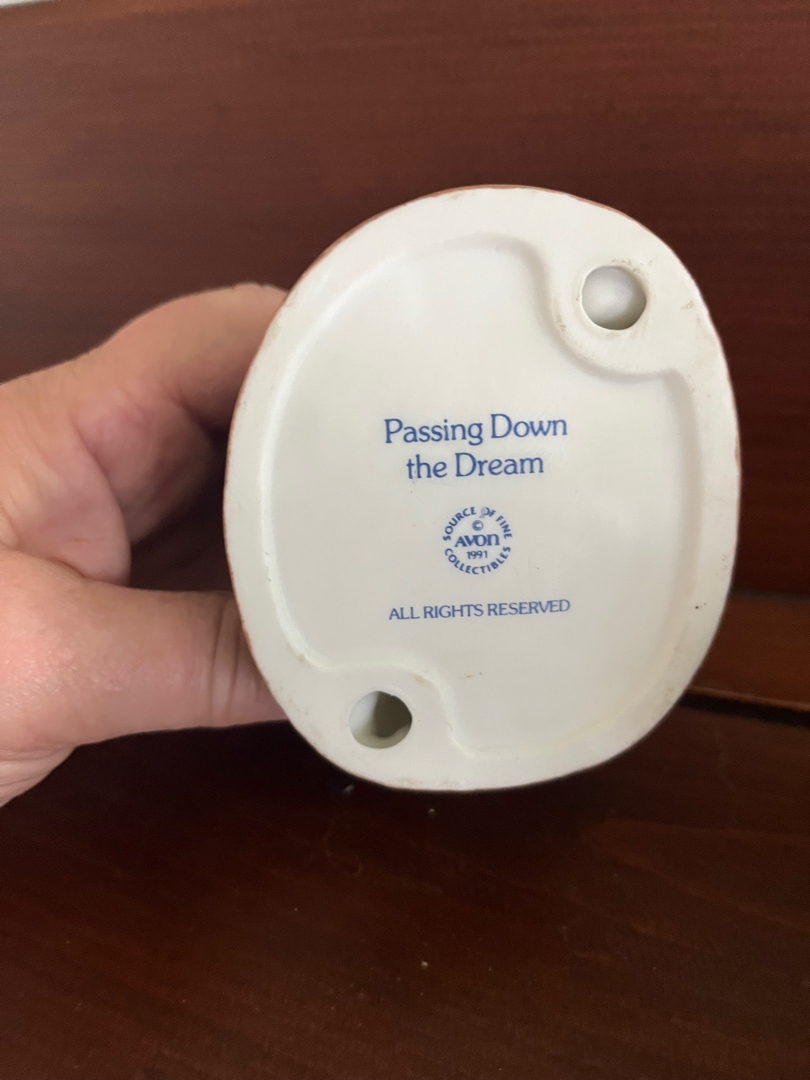 Passing Down
the Dream
SOURCE OF FINE
©
AVON
1991
COLLECTIBLES
ALL RIGHTS RESERVED